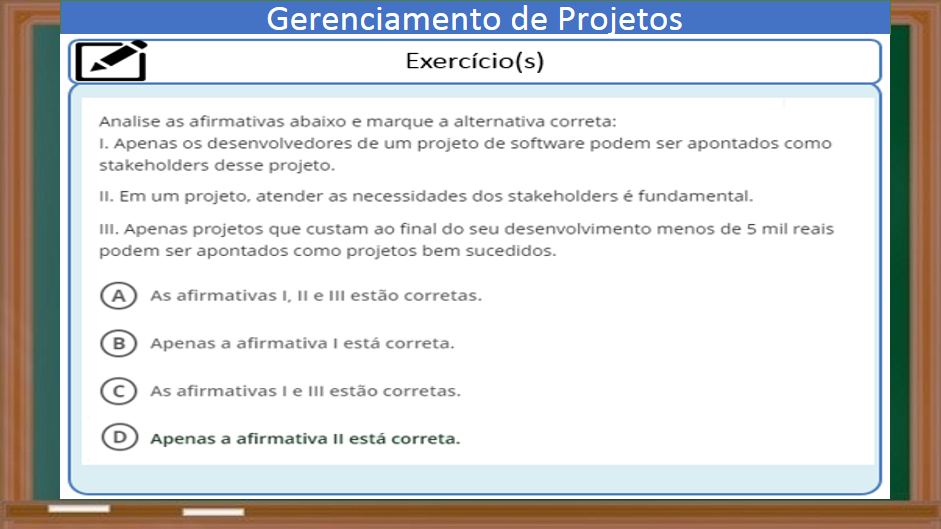 Gerenciamento de Projetos
Exercício(s)
Analise as afirmativas abaixo e marque a alternativa correta:
I. Apenas os desenvolvedores de um projeto de software podem ser apontados como
stakeholders desse projeto.
II. Em um projeto, atender as necessidades dos stakeholders é fundamental.
III. Apenas projetos que custam ao final do seu desenvolvimento menos de 5 mil reais
podem ser apontados como projetos bem sucedidos.
A As afirmativas I, II e III estão corretas.
B Apenas a afirmativa I está correta.
C As afirmativas I e III estão corretas.
D Apenas a afirmativa II está correta.